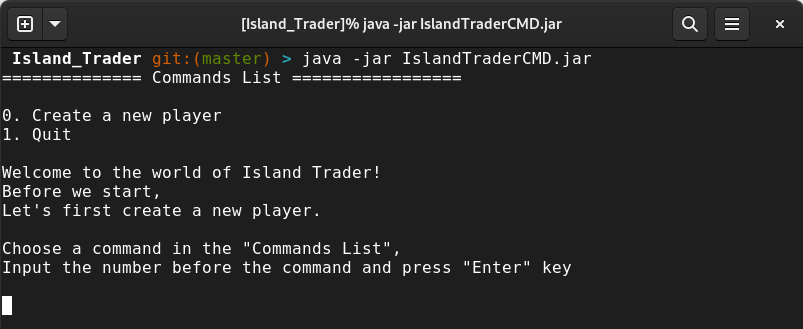 [Island_Trader]% java -jar IslandTraderCMD.jar
Island_Trader git:(master) > java -jar IslandTraderCMD.jar
============== Commands List =================
0. Create a new player
1. Quit
Welcome to the world of Island Trader!
Before we start,
Let's first create a new player.
Choose a command in the "Commands List",
Input the number before the command and press "Enter" key